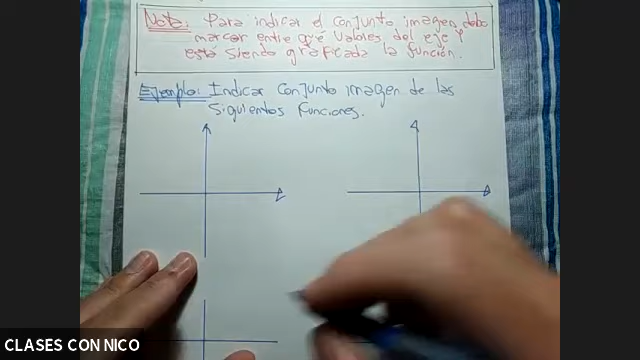 Nota: Para indicar el conjunto imagen debo
marcar entre qué valores del eje y
está siendo graficada la función.
Ejemplo: Indicar conjunto imagen de las
siguientes funciones.
CLASES CON NICO